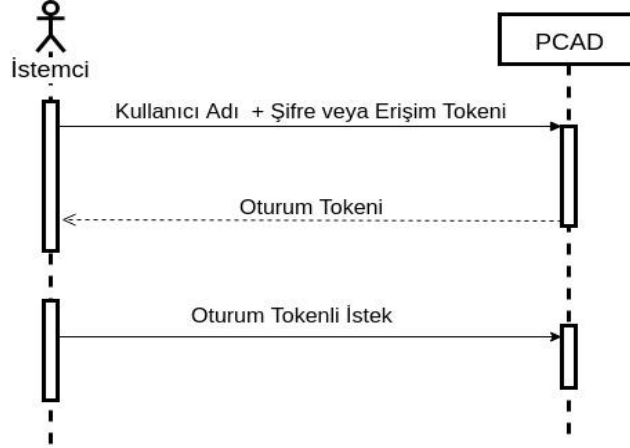 İstemci
PCAD
Kullanıcı Adı + Şifre veya Erişim Tokeni
Oturum Tokeni
Oturum Tokenli İstek